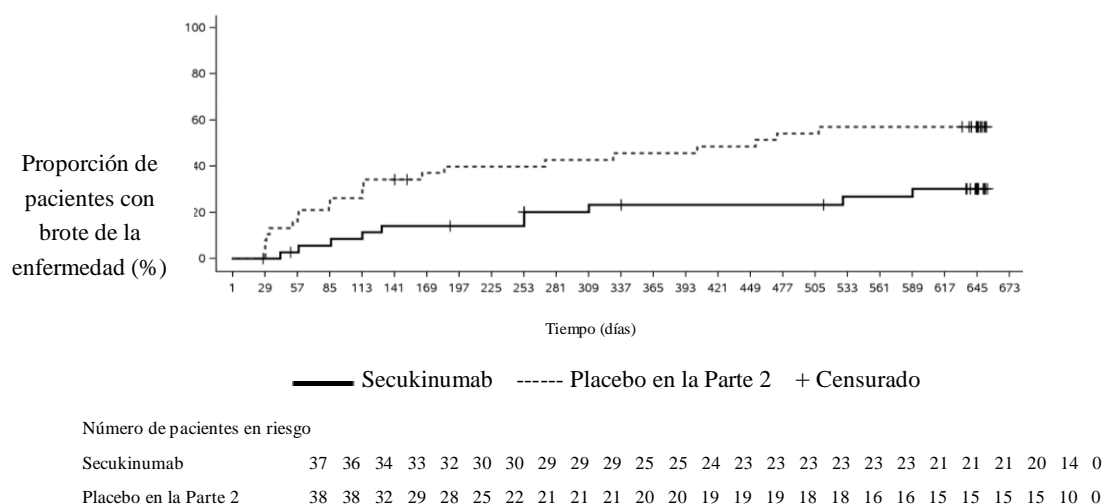 100
80
60
40
20
0
Proporción de
pacientes con
brote de la
enfermedad (%)
1 29 57 85 113 141 169 197 225 253 281 309 337 365 393 421 449 477 505 533 561 589 617 645 673
Tiempo (días)
Secukinumab ------ Placebo en la Parte 2 + Censurado
Número de pacientes en riesgo
Secukinumab 37 36 34 33 32 30 30 29 29 29 25 25 24 23 23 23 23 23 23 21 21 21 20 14 0
Placebo en la Parte 2 38 38 32 29 28 25 22 21 21 21 20 20 19 19 19 18 18 16 16 15 15 15 15 10 0